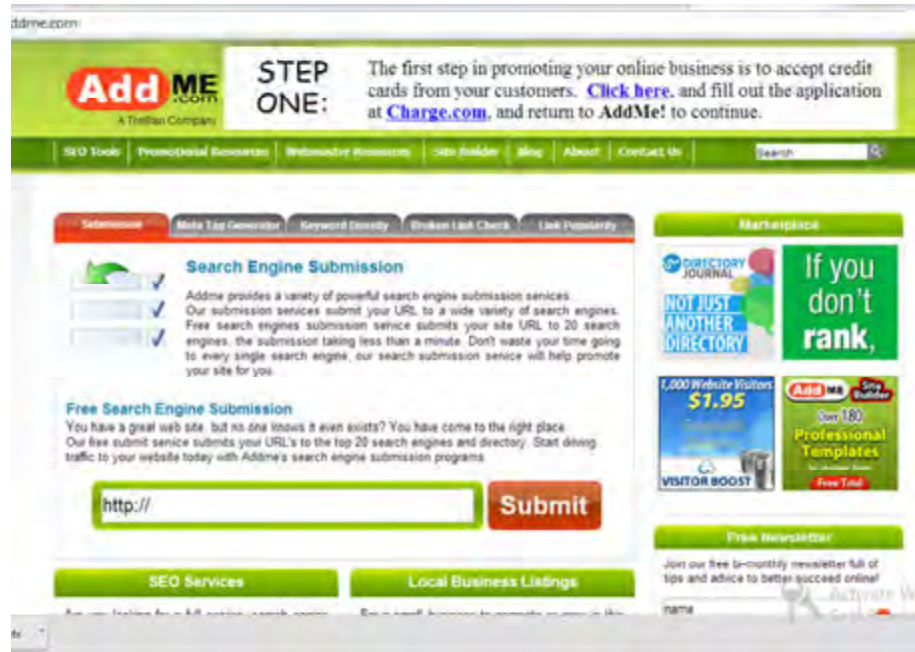 ddme.com
Add ME
.com
A Trellian Company
STEP
ONE:
The first step in promoting your online business is to accept credit
cards from your customers. Click here, and fill out the application
at Charge.com, and return to AddMe! to continue.
SEO Tools Promotional Resources Webmaster Resources Site Builder Blog About Contact Us Search
Submission Meta Tag Generator Keyword Density Broken Link Check Link Popularity
Search Engine Submission
Addme provides a variety of powerful search engine submission services.
Our submission services submit your URL to a wide variety of search engines.
Free search engines submission service submits your site URL to 20 search
engines, the submission taking less than a minute. Don't waste your time going
to every single search engine, our search submission service will help promote
your site for you.
Free Search Engine Submission
You have a great web site, but no one knows it even exists? You have come to the right place.
Our free submit service submits your URL's to the top 20 search engines and directory. Start driving
traffic to your website today with Addme's search engine submission programs.
http://
Submit
SEO Services
Local Business Listings
Marketplace
DIRECTORY
JOURNAL
NOT JUST
ANOTHER
DIRECTORY
If you
don't
rank,
1,000 Website Visitors
$1.95
VISITOR BOOST
Add ME Site
Builder
Over 180
Professional
Templates
Free Trial
Free Newsletter
Join our free bi-monthly newsletter full of
tips and advice to better succeed online!
name
Activate W